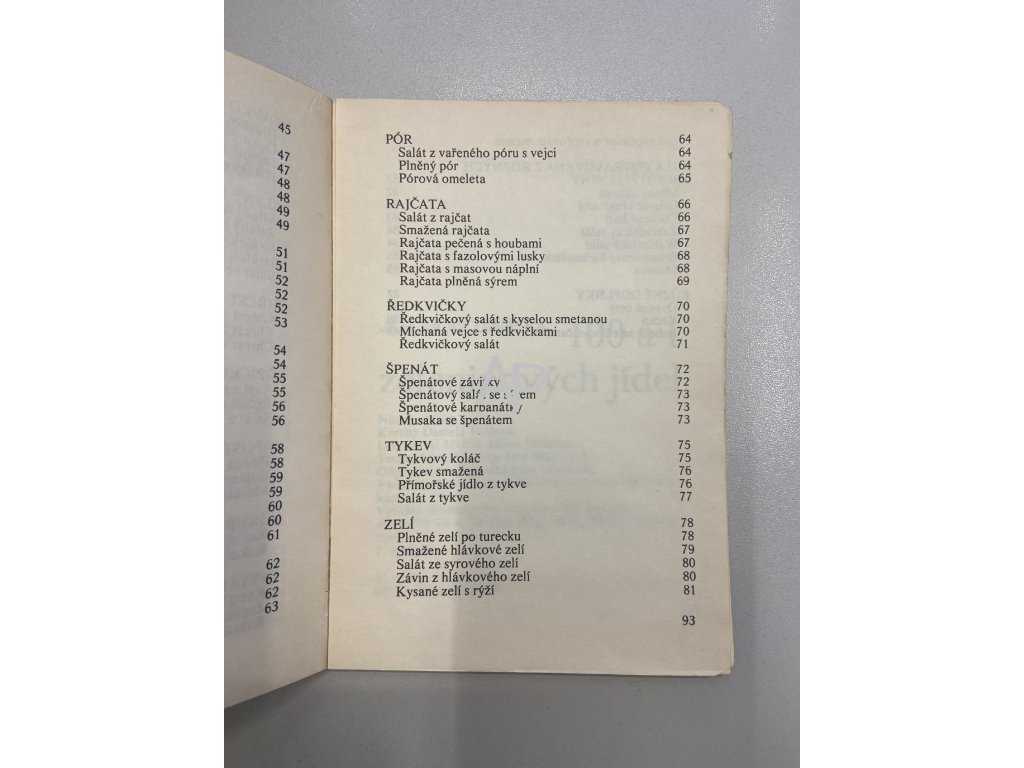 45
47
47
48
48
49
49
51
51
52
52
52
53
54
54
55
55
56
56
58
58
59
59
60
60
61
62
62
62
63
PÓR 64
Salát z vařeného póru s vejci 64
Plněný pór 64
Pórová omeleta 65
RAJČATA 66
Salát z rajčat 66
Smažená rajčata 67
Rajčata pečená s houbami 67
Rajčata s fazolovými lusky 68
Rajčata s masovou náplní 68
Rajčata plněná sýrem 69
ŘEDKVIČKY 70
Ředkvičkový salát s kyselou smetanou 70
Míchaná vejce s ředkvičkami 70
Ředkvičkový salát 71
ŠPENÁT 72
Špenátové závitky 72
Špenátový salát se sýrem 73
Špenátové karbanátky 73
Musaka se špenátem 73
TYKEV 75
Tykvový koláč 75
Tykev smažená 76
Přímořské jídlo z tykve 76
Salát z tykve 77
ZELÍ 78
Plněné zelí po turecku 78
Smažené hlávkové zelí 79
Salát ze syrového zelí 80
Závin z hlávkového zelí 80
Kysané zelí s rýží 81
93